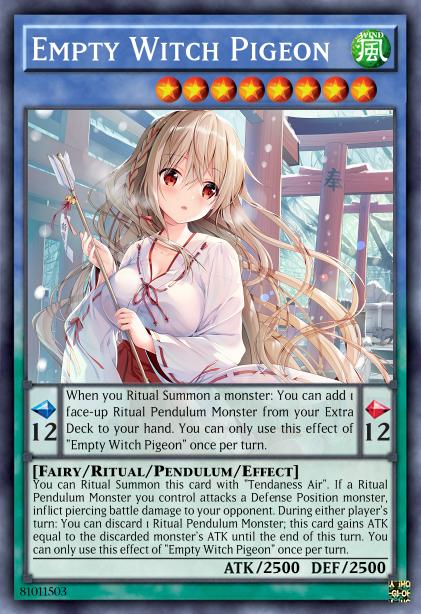 EMPTY WITCH PIGEON
WIND
風
奉
When you Ritual Summon a monster: You can add 1
face-up Ritual Pendulum Monster from your Extra
Deck to your hand. You can only use this effect of
"Empty Witch Pigeon" once per turn.
12
12
[FAIRY/RITUAL/PENDULUM/EFFECT]
You can Ritual Summon this card with "Tendaness Air". If a Ritual
Pendulum Monster you control attacks a Defense Position monster,
inflict piercing battle damage to your opponent. During either player's
turn: You can discard 1 Ritual Pendulum Monster; this card gains ATK
equal to the discarded monster's ATK until the end of this turn. You
can only use this effect of "Empty Witch Pigeon" once per turn.
ATK/2500 DEF/2500
81011503